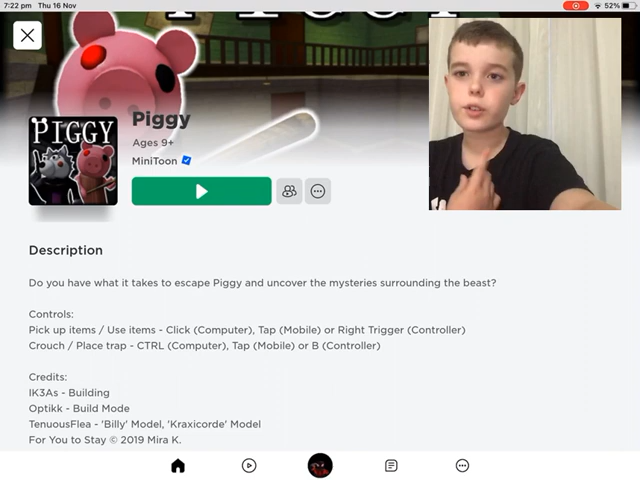 7:22 pm Thu 16 Nov
52%
PIGGY
Piggy
Ages 9+
MiniToon
PIGGY
Description
Do you have what it takes to escape Piggy and uncover the mysteries surrounding the beast?
Controls:
Pick up items / Use items - Click (Computer), Tap (Mobile) or Right Trigger (Controller)
Crouch / Place trap - CTRL (Computer), Tap (Mobile) or B (Controller)
Credits:
IK3As - Building
Optikk - Build Mode
TenuousFlea - 'Billy' Model, 'Kraxicorde' Model
For You to Stay © 2019 Mira K.